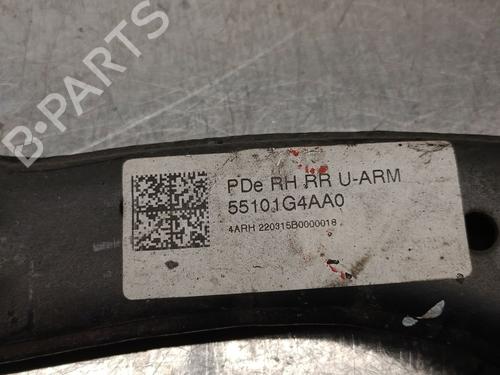 B-PARTS
PDe RH RR U-ARM
55101G4AA0
4ARH 220315B0000018